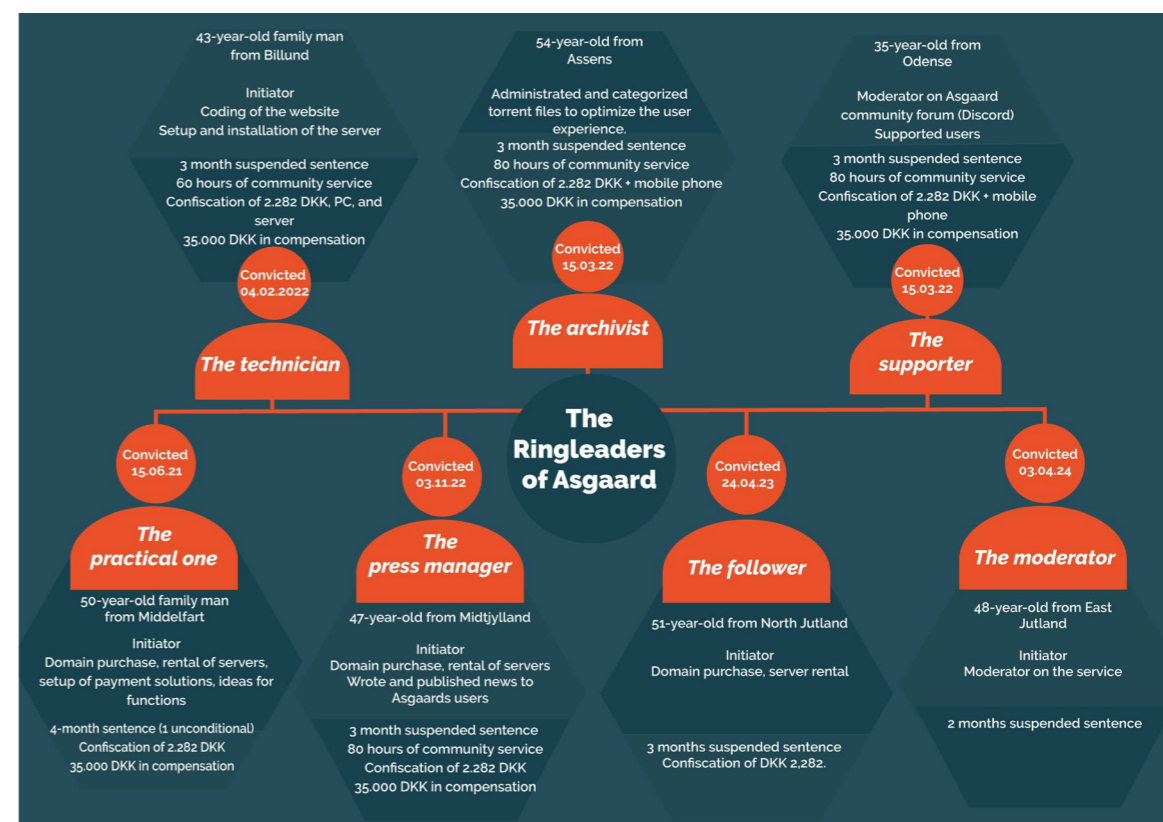 43-year-old family man
from Billund
Initiator
Coding of the website
Setup and installation of the server
3 month suspended sentence
60 hours of community service
Confiscation of 2.282 DKK, PC, and
server
35.000 DKK in compensation
Convicted
04.02.2022
The technician
54-year-old from
Assens
Administrated and categorized
torrent files to optimize the user
experience.
3 month suspended sentence
80 hours of community service
Confiscation of 2.282 DKK + mobile phone
35.000 DKK in compensation
Convicted
15.03.22
The archivist
35-year-old from
Odense
Moderator on Asgaard
community forum (Discord)
Supported users
3 month suspended sentence
80 hours of community service
Confiscation of 2.282 DKK + mobile
phone
35.000 DKK in compensation
Convicted
15.03.22
The
supporter
The
Ringleaders
of Asgaard
Convicted
15.06.21
The
practical one
50-year-old family man
from Middelfart
Initiator
Domain purchase, rental of servers,
setup of payment solutions, ideas for
functions
4-month sentence (1 unconditional)
Confiscation of 2.282 DKK
35.000 DKK in compensation
Convicted
03.11.22
The
press manager
47-year-old from Midtjylland
Initiator
Domain purchase, rental of servers
Wrote and published news to
Asgaards users
3 month suspended sentence
80 hours of community service
Confiscation of 2.282 DKK
35.000 DKK in compensation
Convicted
24.04.23
The follower
51-year-old from North Jutland
Initiator
Domain purchase, server rental
3 months suspended sentence
Confiscation of DKK 2,282.
Convicted
03.04.24
The moderator
48-year-old from East
Jutland
Initiator
Moderator on the service
2 months suspended sentence